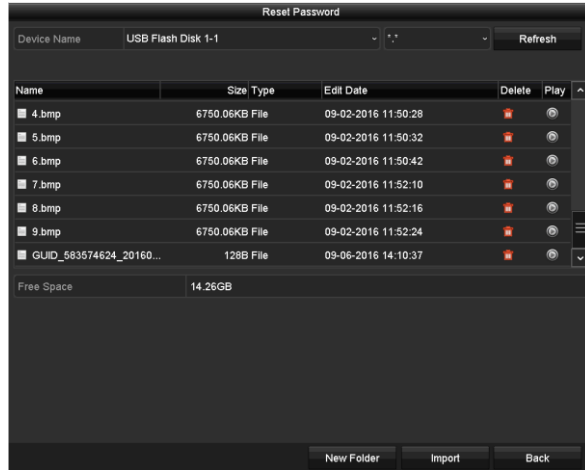 Reset Password
Device Name USB Flash Disk 1-1 *.* Refresh
Name Size Type Edit Date Delete Play
4.bmp 6750.06KB File 09-02-2016 11:50:28
5.bmp 6750.06KB File 09-02-2016 11:50:32
6.bmp 6750.06KB File 09-02-2016 11:50:42
7.bmp 6750.06KB File 09-02-2016 11:52:10
8.bmp 6750.06KB File 09-02-2016 11:52:16
9.bmp 6750.06KB File 09-02-2016 11:52:24
GUID_583574624_20160... 128B File 09-06-2016 14:10:37
Free Space 14.26GB
New Folder Import Back